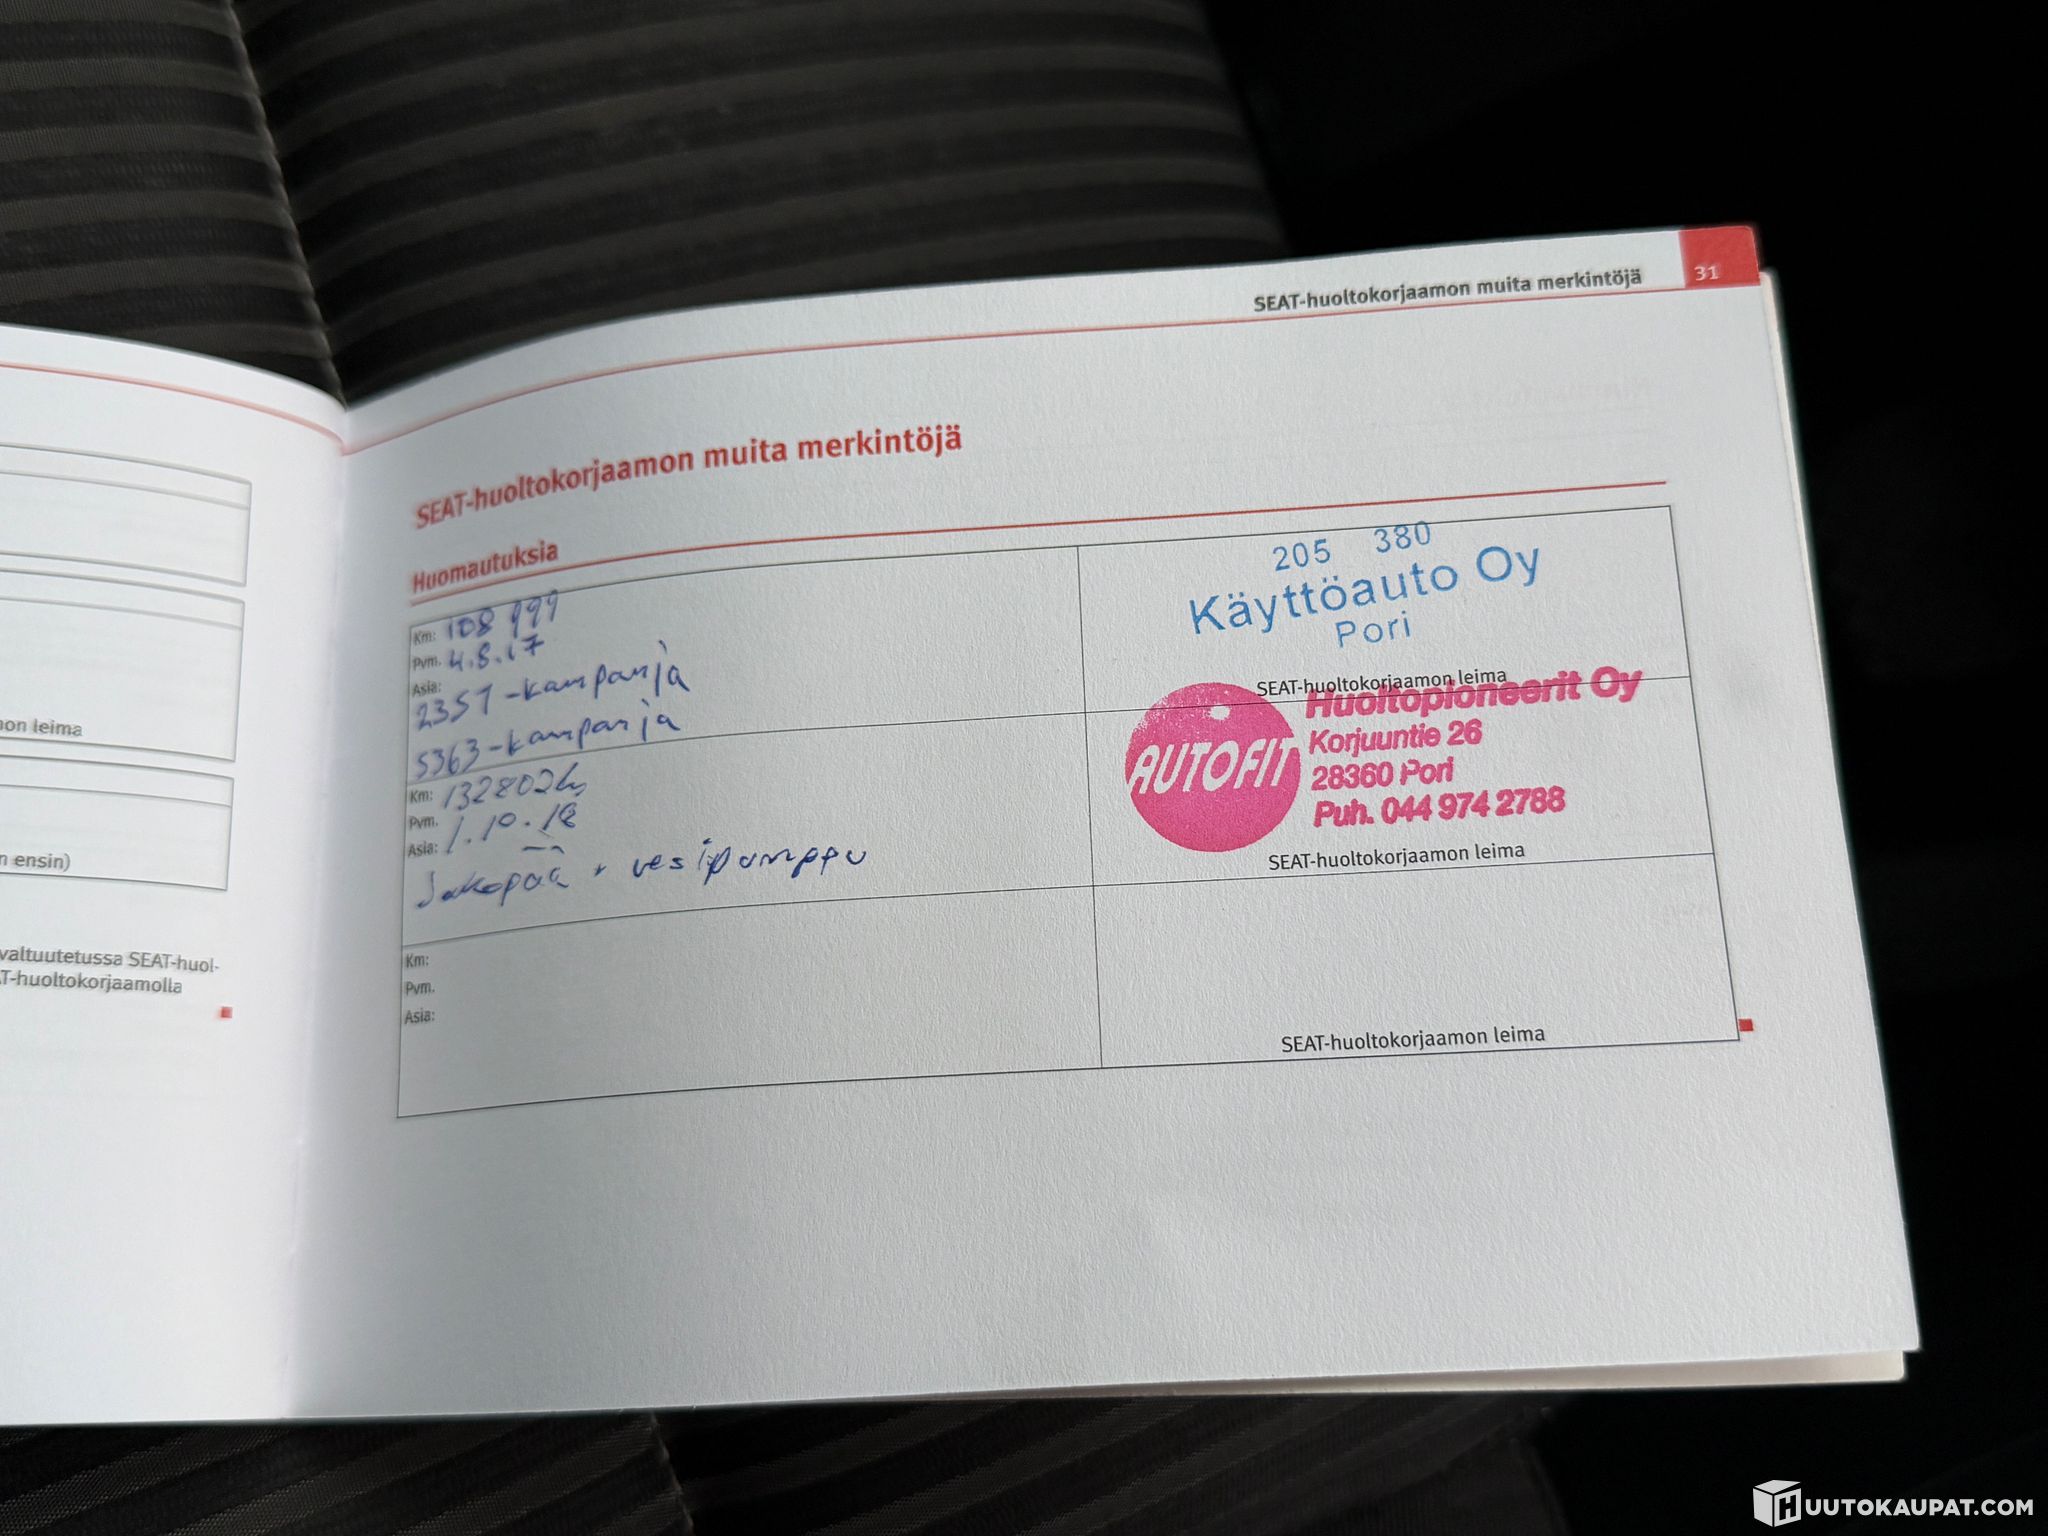 SEAT-huoltokorjaamon muita merkintöjä 31
SEAT-huoltokorjaamon muita merkintöjä
Huomautuksia
Km: 108 999
Pvm. 4.8.17
Asia:
2357-kampanja
5363-kampanja
205 380
Käyttöauto Oy
Pori
SEAT-huoltokorjaamon leima
Km: 132802km
Pvm. 1.10.18
Asia:
Jakopää + vesipumppu
AUTOFIT
Huoltopioneerit Oy
Korjuuntie 26
28360 Pori
Puh. 044 974 2788
SEAT-huoltokorjaamon leima
Km:
Pvm.
Asia:
SEAT-huoltokorjaamon leima
on leima
n ensin)
valtuutetussa SEAT-huol-
T-huoltokorjaamolla
HUUTOKAUPAT.COM